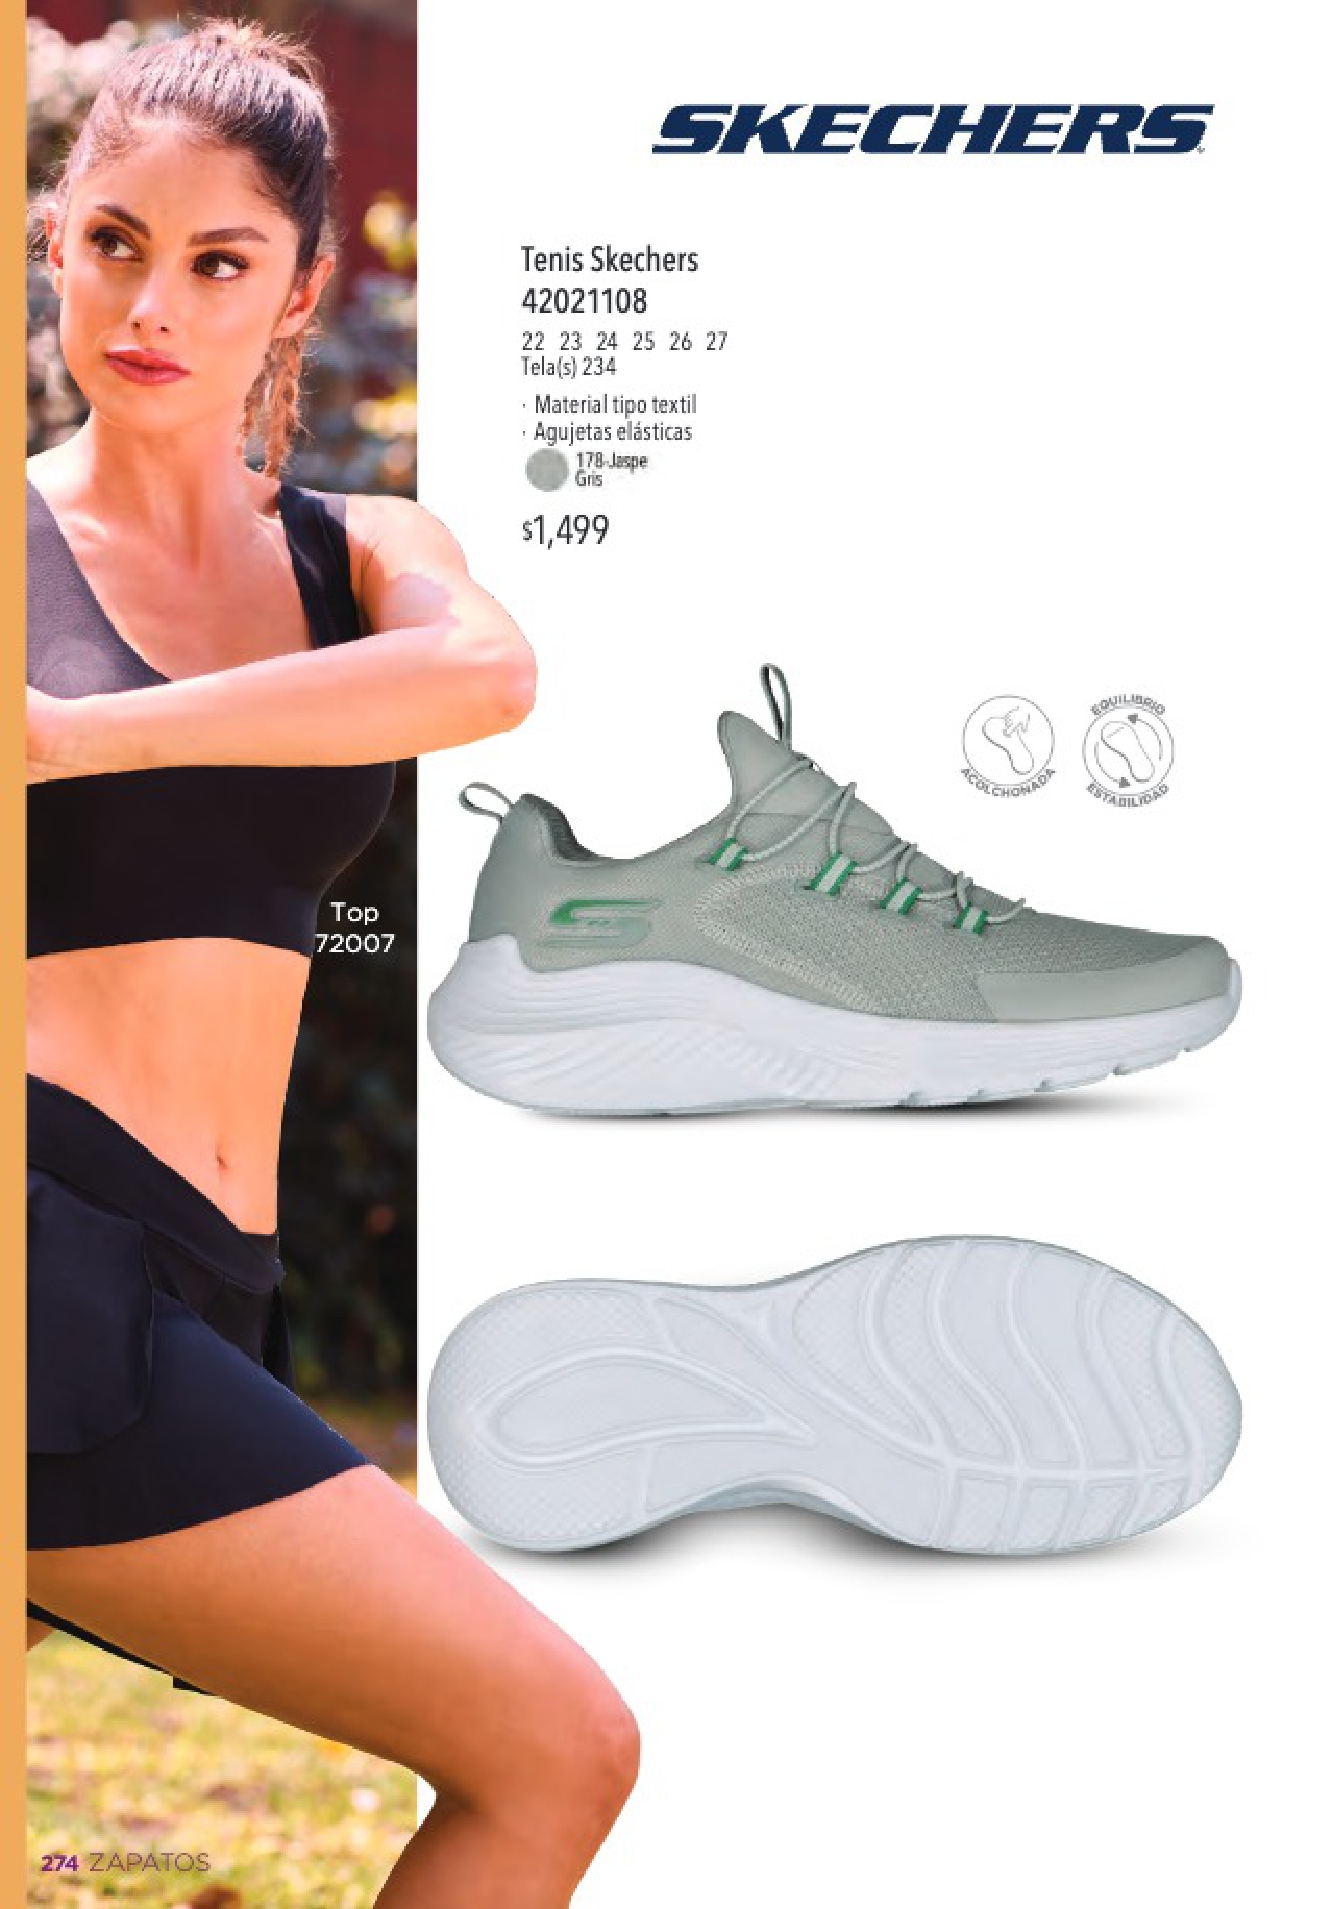 SKECHERS
Tenis Skechers
42021108
22 23 24 25 26 27
Tela(s) 234
· Material tipo textil
· Agujetas elásticas
178-Jaspe
Gris
$1,499
ACOLCHONADA
EQUILIBRIO
ESTABILIDAD
Top
72007
274 ZAPATOS